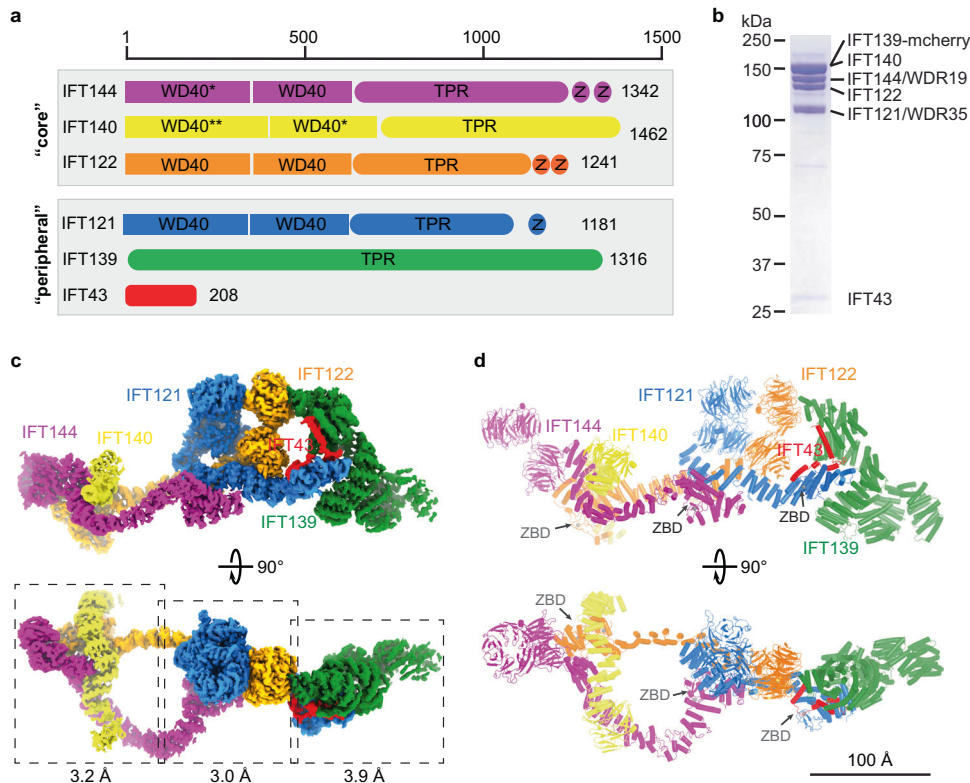 a
1 500 1000 1500
"core"
IFT144 WD40* WD40 TPR Z Z 1342
IFT140 WD40** WD40* TPR 1462
IFT122 WD40 WD40 TPR Z Z 1241
"peripheral"
IFT121 WD40 WD40 TPR Z 1181
IFT139 TPR 1316
IFT43 208
b
kDa
250
150
100
75
50
37
25
IFT139-mcherry
IFT140
IFT144/WDR19
IFT122
IFT121/WDR35
IFT43
c
IFT122
IFT121
IFT144
IFT140
IFT43
IFT139
90°
3.2 Å 3.0 Å 3.9 Å
d
IFT122
IFT121
IFT144
IFT140
IFT43
ZBD
ZBD
ZBD
IFT139
90°
ZBD
ZBD
ZBD
100 Å